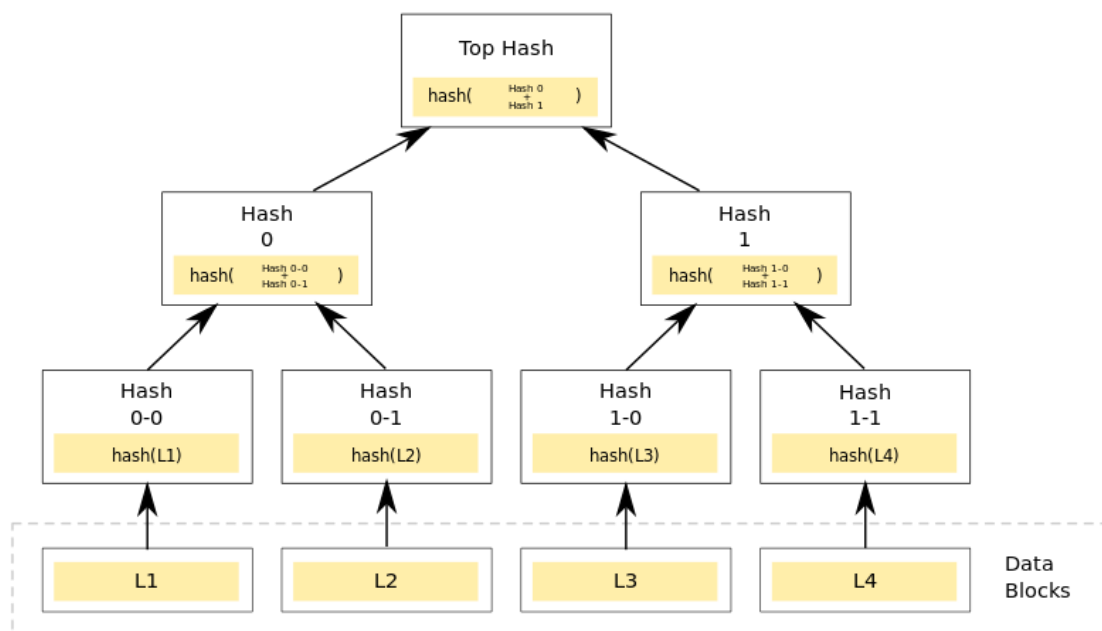 Top Hash
hash( Hash 0 + Hash 1 )
Hash
0
hash( Hash 0-0 + Hash 0-1 )
Hash
1
hash( Hash 1-0 + Hash 1-1 )
Hash
0-0
hash(L1)
Hash
0-1
hash(L2)
Hash
1-0
hash(L3)
Hash
1-1
hash(L4)
L1
L2
L3
L4
Data
Blocks